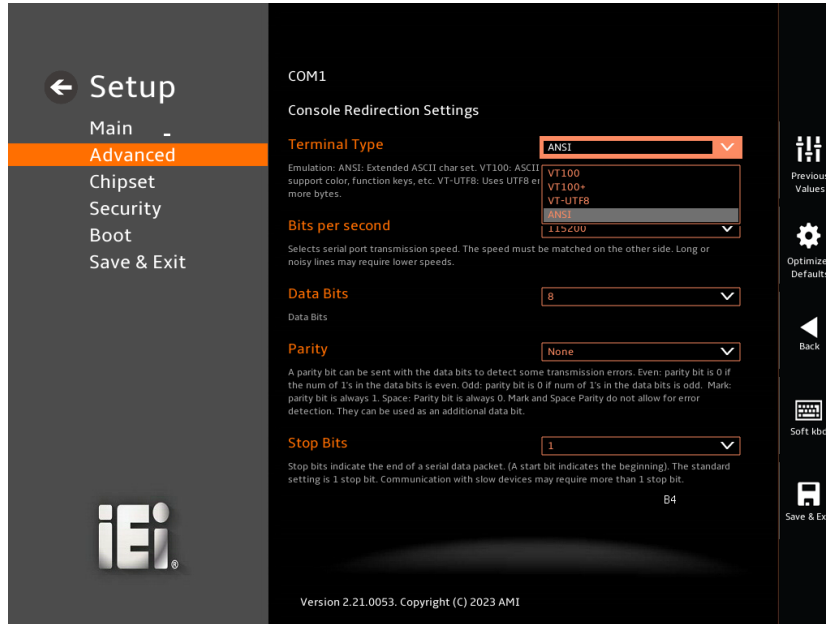 Setup
Main
Advanced
Chipset
Security
Boot
Save & Exit
iEi®
COM1
Console Redirection Settings
Terminal Type
ANSI
Emulation: ANSI: Extended ASCII char set. VT100: ASCII
support color, function keys, etc. VT-UTF8: Uses UTF8 en
more bytes.
VT100
VT100+
VT-UTF8
ANSI
Bits per second
115200
Selects serial port transmission speed. The speed must be matched on the other side. Long or
noisy lines may require lower speeds.
Data Bits
8
Data Bits
Parity
None
A parity bit can be sent with the data bits to detect some transmission errors. Even: parity bit is 0 if
the num of 1's in the data bits is even. Odd: parity bit is 0 if num of 1's in the data bits is odd. Mark:
parity bit is always 1. Space: Parity bit is always 0. Mark and Space Parity do not allow for error
detection. They can be used as an additional data bit.
Stop Bits
1
Stop bits indicate the end of a serial data packet. (A start bit indicates the beginning). The standard
setting is 1 stop bit. Communication with slow devices may require more than 1 stop bit.
B4
Version 2.21.0053. Copyright (C) 2023 AMI
Previous
Values
Optimize
Defaults
Back
Soft kbd
Save & Ex